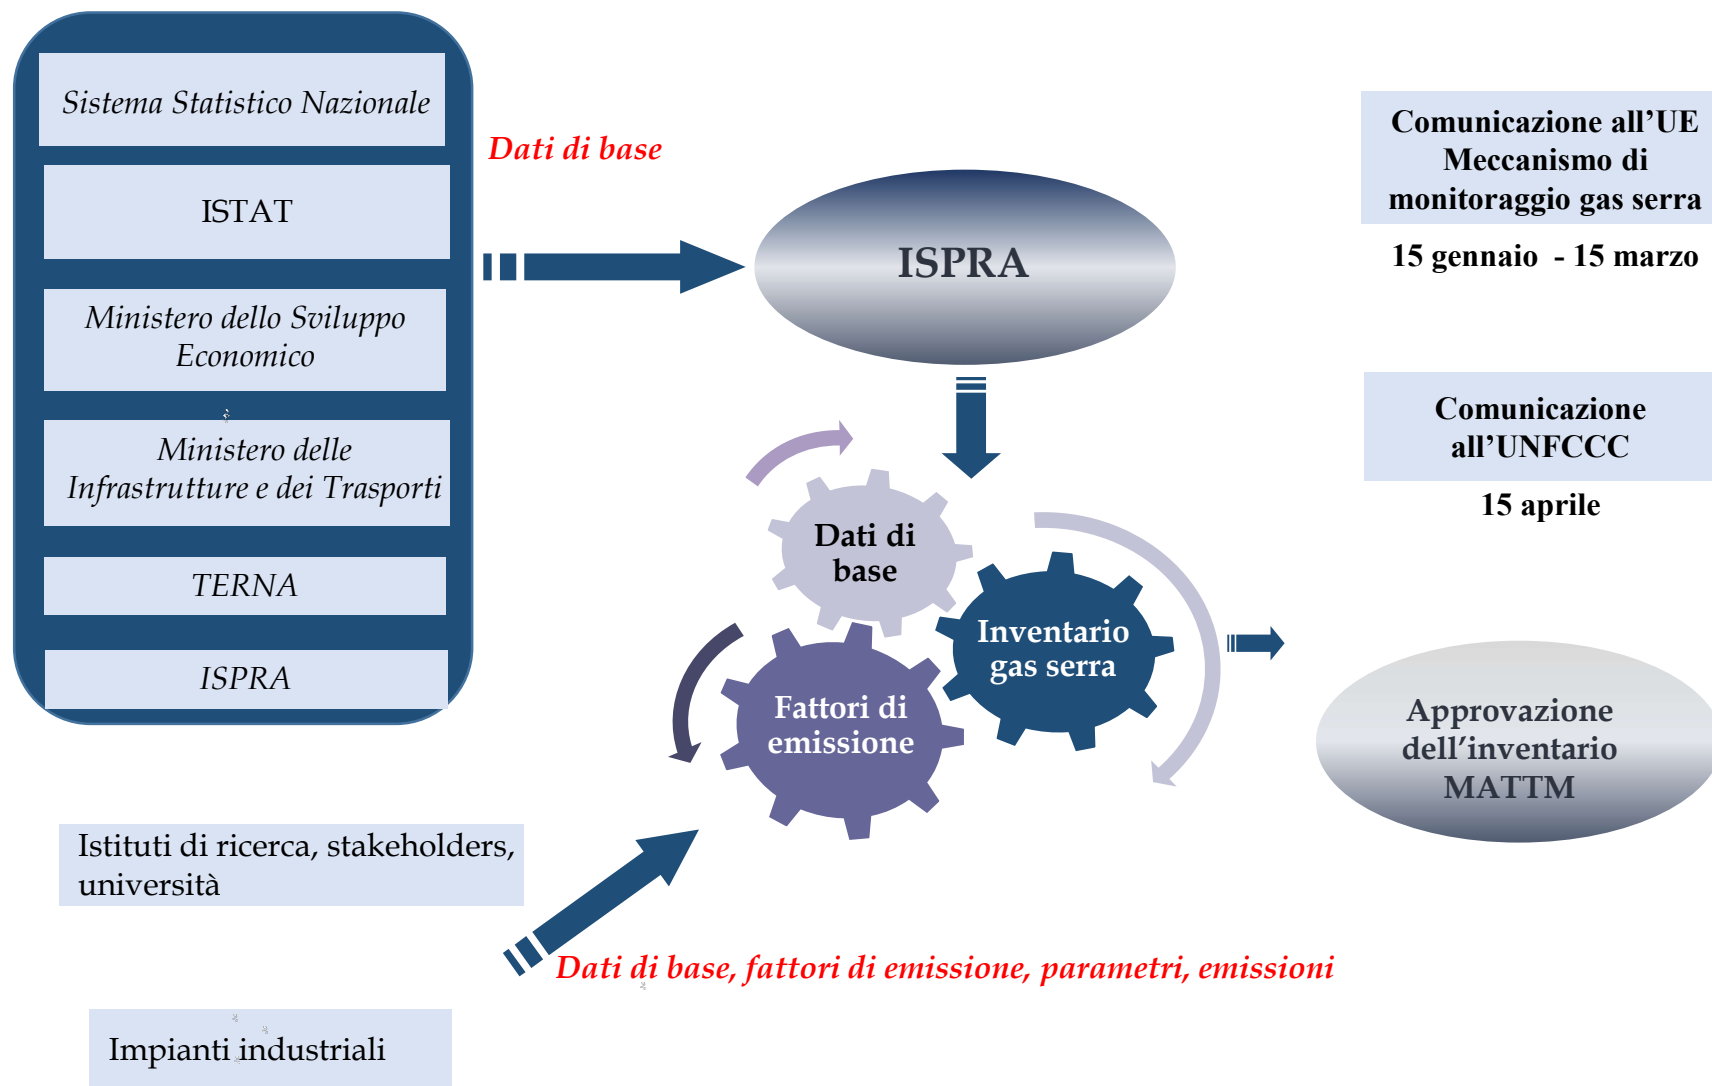 Sistema Statistico Nazionale
ISTAT
Ministero dello Sviluppo
Economico
Ministero delle
Infrastrutture e dei Trasporti
TERNA
ISPRA
Dati di base
ISPRA
Dati di
base
Inventario
gas serra
Fattori di
emissione
Istituti di ricerca, stakeholders,
università
Dati di base, fattori di emissione, parametri, emissioni
Impianti industriali
Comunicazione all’UE
Meccanismo di
monitoraggio gas serra
15 gennaio - 15 marzo
Comunicazione
all’UNFCCC
15 aprile
Approvazione
dell’inventario
MATTM